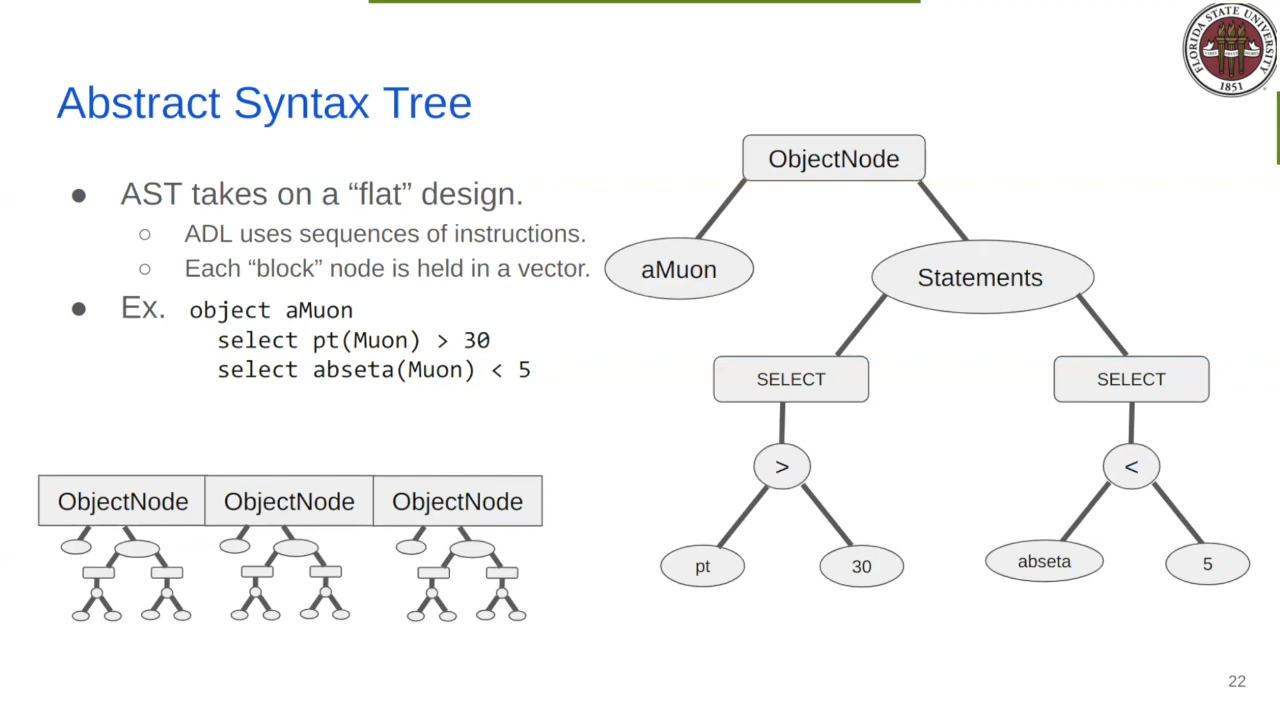 FLORIDA STATE UNIVERSITY
1851
Abstract Syntax Tree
● AST takes on a “flat” design.
○ ADL uses sequences of instructions.
○ Each “block” node is held in a vector.
● Ex. object aMuon
select pt(Muon) > 30
select abseta(Muon) < 5
ObjectNode
aMuon
Statements
SELECT
SELECT
>
<
pt
30
abseta
5
ObjectNode
ObjectNode
ObjectNode
22